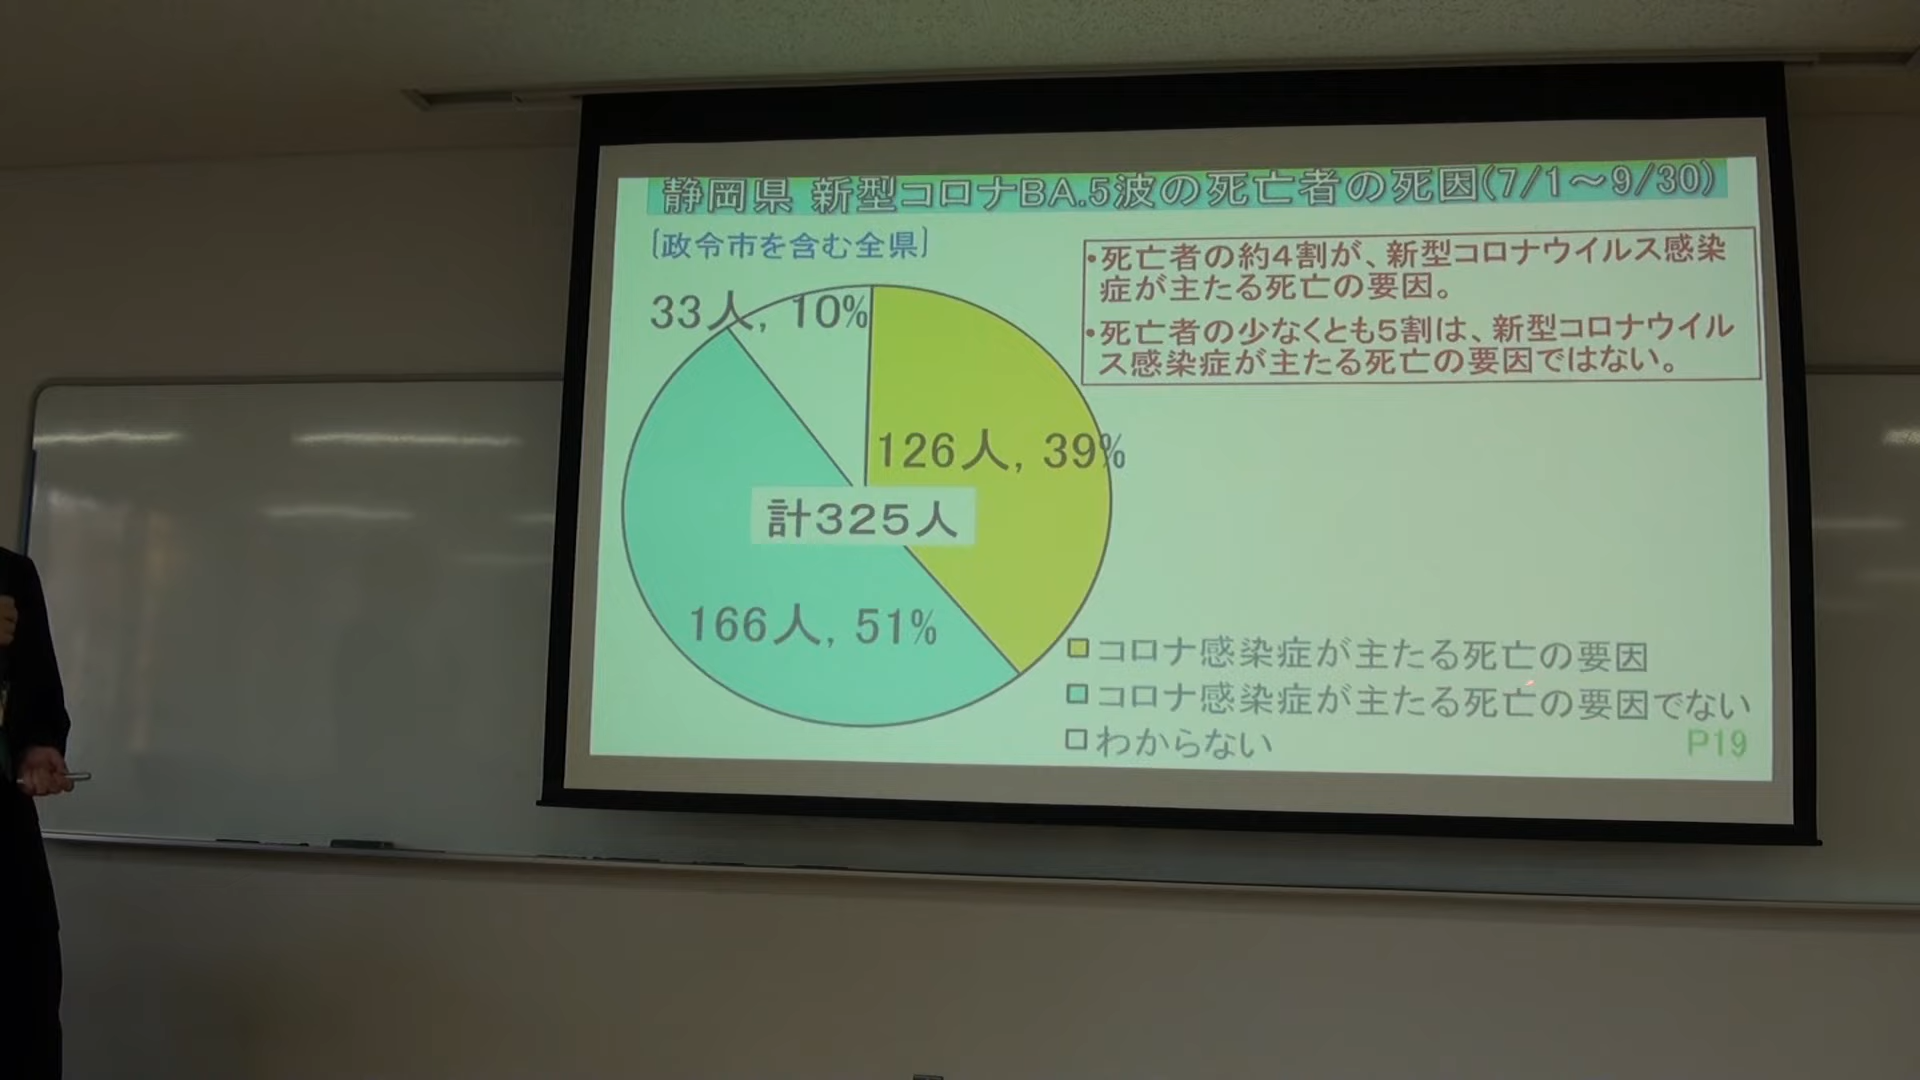 静岡県 新型コロナBA.5波の死亡者の死因(7/1～9/30)
〔政令市を含む全県〕
・死亡者の約4割が、新型コロナウイルス感染
症が主たる死亡の要因。
・死亡者の少なくとも5割は、新型コロナウイル
ス感染症が主たる死亡の要因ではない。
33人, 10%
126人, 39%
計325人
166人, 51%
コロナ感染症が主たる死亡の要因
コロナ感染症が主たる死亡の要因でない
わからない
P19